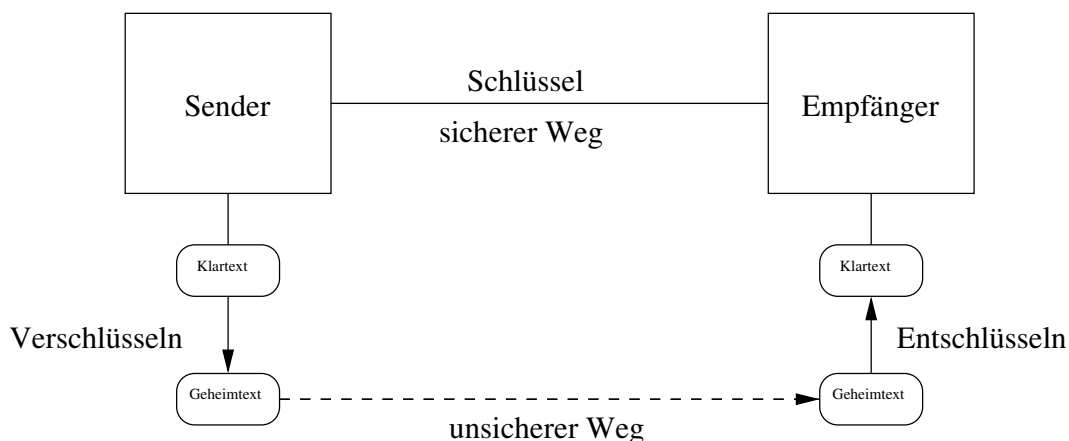 Schlüssel
Sender
Empfänger
sicherer Weg
Klartext
Klartext
Verschlüsseln
Entschlüsseln
Geheimtext
Geheimtext
unsicherer Weg